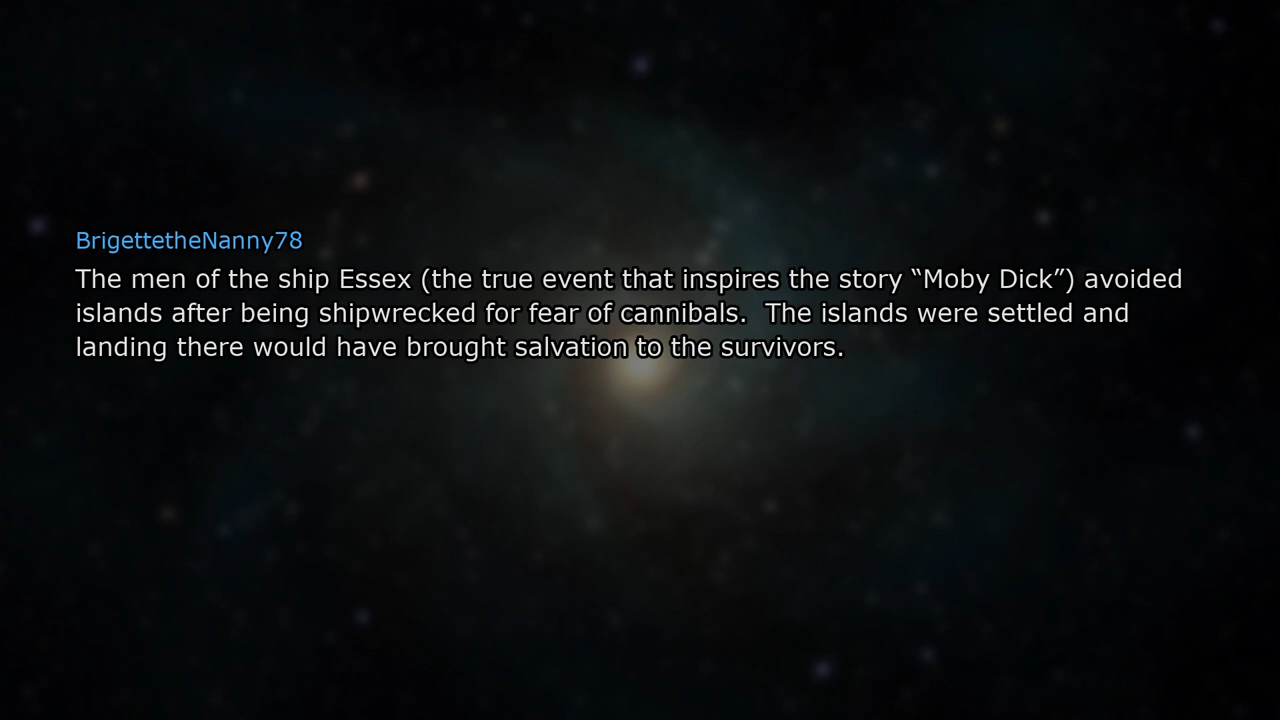 BrigettetheNanny78
The men of the ship Essex (the true event that inspires the story “Moby Dick”) avoided
islands after being shipwrecked for fear of cannibals.  The islands were settled and
landing there would have brought salvation to the survivors.